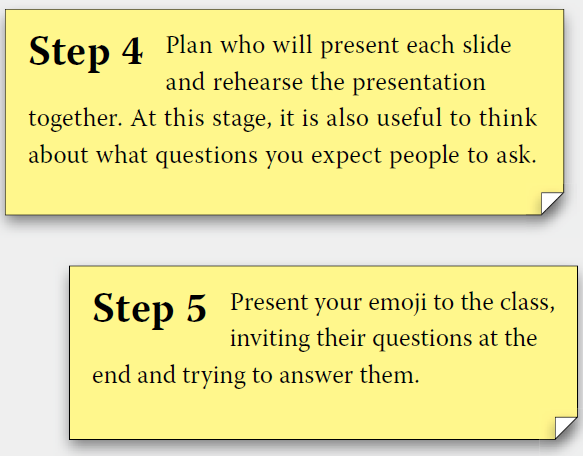 Step 4 Plan who will present each slide
and rehearse the presentation
together. At this stage, it is also useful to think
about what questions you expect people to ask.
Step 5 Present your emoji to the class,
inviting their questions at the
end and trying to answer them.